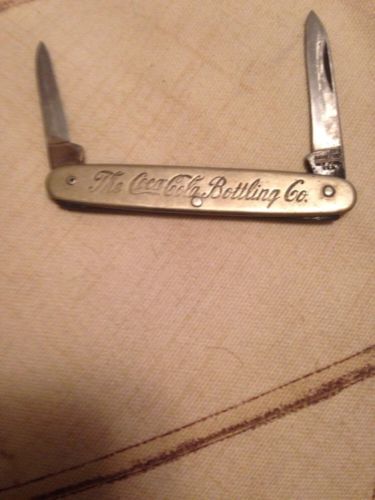 The Coca-Cola Bottling Co.